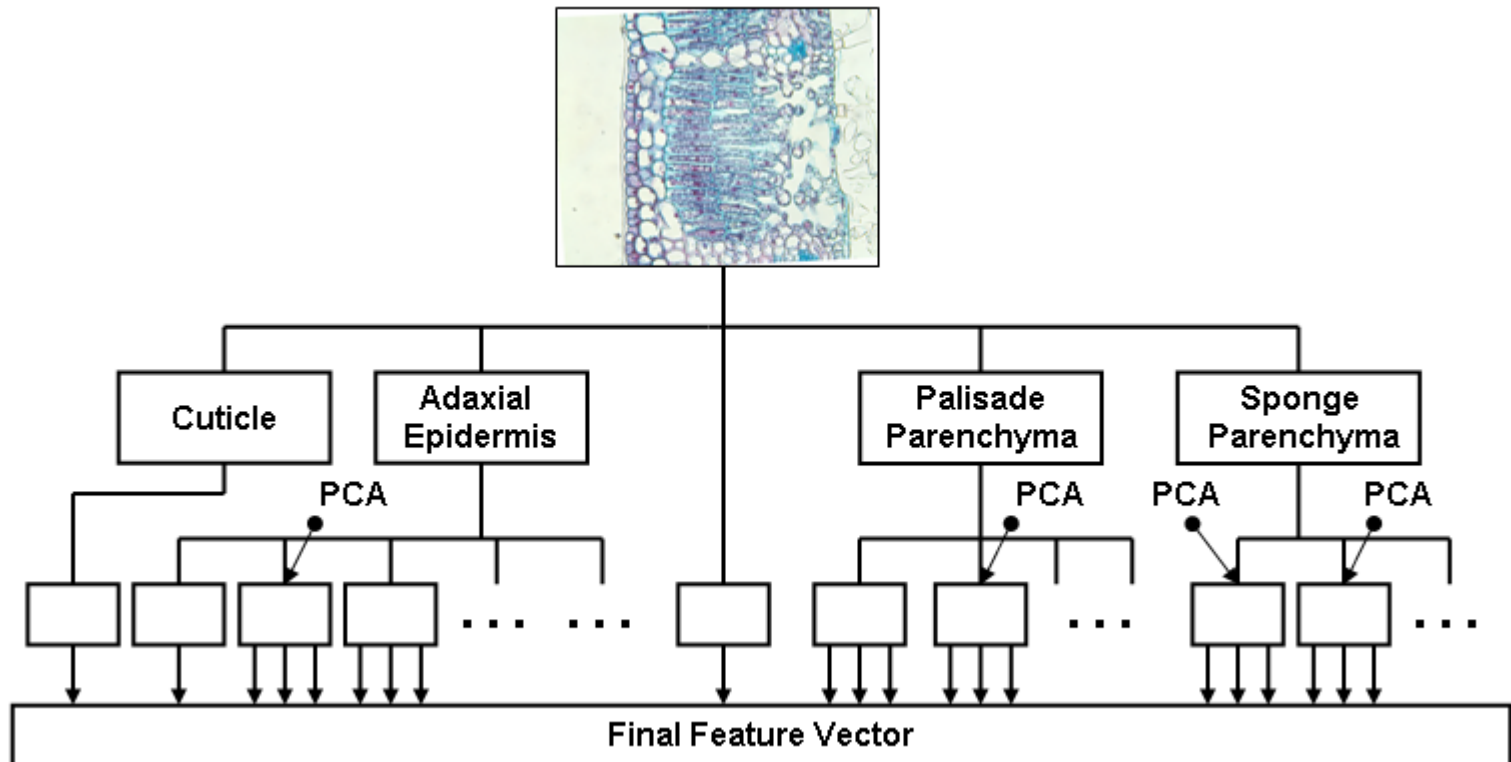 Cuticle
Adaxial
Epidermis
Palisade
Parenchyma
Sponge
Parenchyma
PCA
PCA
PCA
PCA
. . .
. . .
. . .
. . .
Final Feature Vector